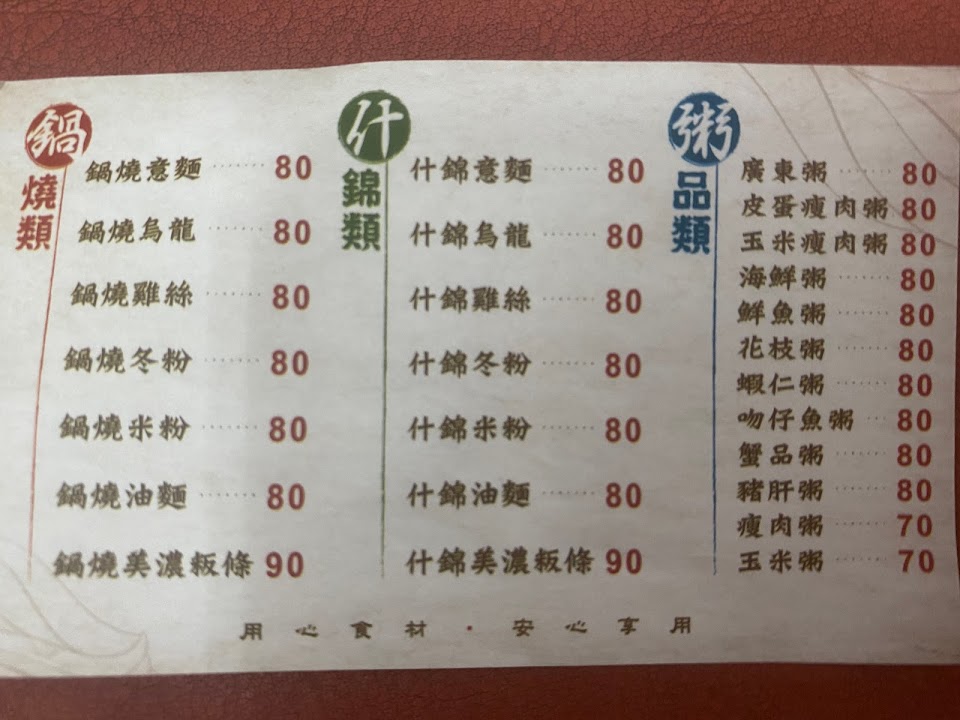 鍋燒類
鍋燒意麵 ······· 80
鍋燒烏龍 ······· 80
鍋燒雞絲 ······· 80
鍋燒冬粉 ······· 80
鍋燒米粉 ······· 80
鍋燒油麵 ······· 80
鍋燒美濃粄條 90
什錦類
什錦意麵 ······· 80
什錦烏龍 ······· 80
什錦雞絲 ······· 80
什錦冬粉 ······· 80
什錦米粉 ······· 80
什錦油麵 ······· 80
什錦美濃粄條 90
粥品類
廣東粥 ······· 80
皮蛋瘦肉粥 80
玉米瘦肉粥 80
海鮮粥 ······· 80
鮮魚粥 ······· 80
花枝粥 ······· 80
蝦仁粥 ······· 80
吻仔魚粥 ··· 80
蟹品粥 ······· 80
豬肝粥 ······· 80
瘦肉粥 ······· 70
玉米粥 ······· 70
用心食材・安心享用